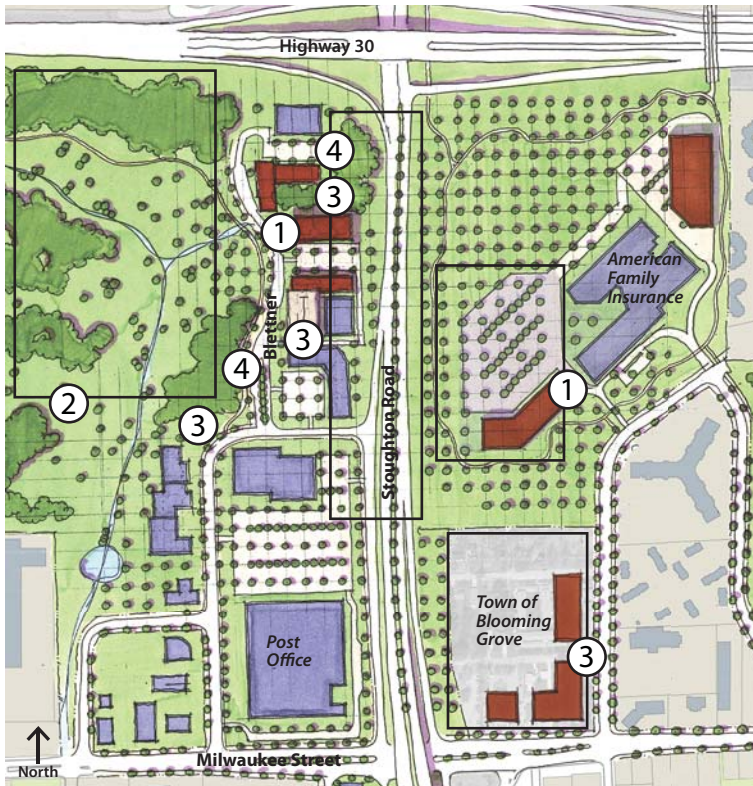 Highway 30
4
3
1
Blettner
American
Family
Insurance
3
4
1
2
3
Stoughton Road
Town of
Blooming
Grove
Post
Office
3
Milwaukee Street
North